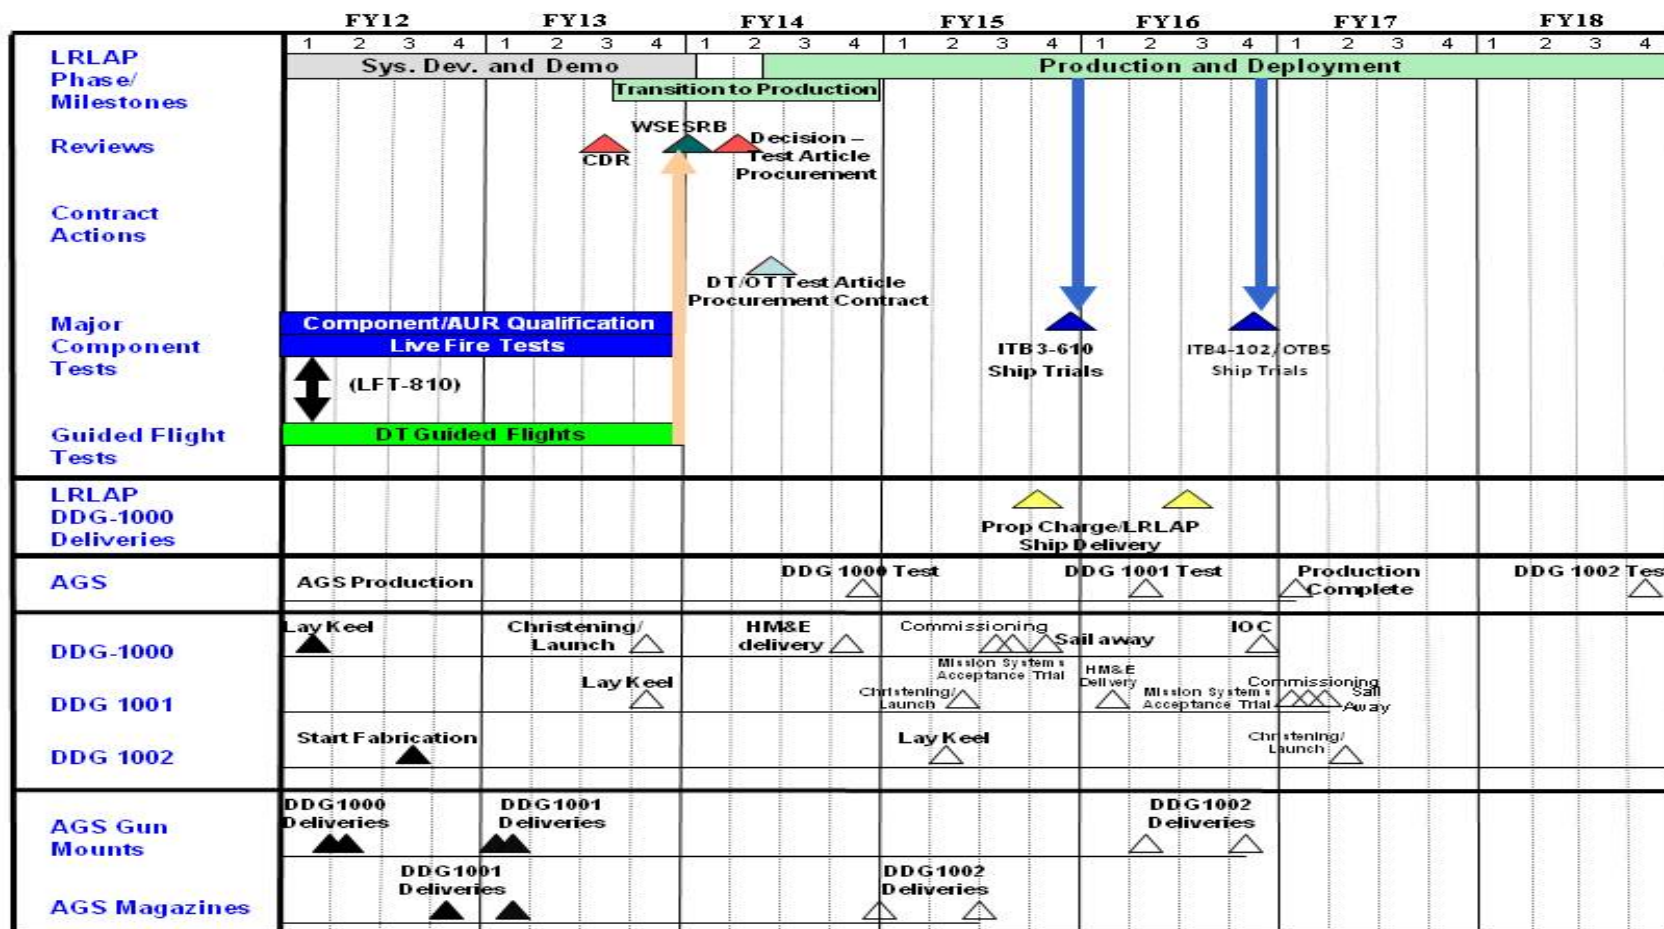 FY12 FY13 FY14 FY15 FY16 FY17 FY18
1 2 3 4 1 2 3 4 1 2 3 4 1 2 3 4 1 2 3 4 1 2 3 4 1 2 3 4
LRLAP
Phase/
Milestones
Sys. Dev. and Demo
Production and Deployment
Transition to Production
Reviews
CDR
WSESRB
Decision –
Test Article
Procurement
Contract
Actions
DT/OT Test Article
Procurement Contract
Major
Component
Tests
Component/AUR Qualification
Live Fire Tests
(LFT-810)
ITB3-610
Ship Trials
ITB4-102/OTB5
Ship Trials
Guided Flight
Tests
DT Guided Flights
LRLAP
DDG-1000
Deliveries
Prop Charge/LRLAP
Ship Delivery
AGS
AGS Production
DDG 1000 Test
DDG 1001 Test
Production
Complete
DDG 1002 Tes
DDG-1000
Lay Keel
Christening/
Launch
HM&E
delivery
Commissioning
Sail away
Mission Systems
Acceptance Trial
IOC
DDG 1001
Lay Keel
Christening/
Launch
HM&E
Delivery
Mission Systems
Acceptance Trial
Commissioning
Sail
Away
DDG 1002
Start Fabrication
Lay Keel
Christening/
Launch
AGS Gun
Mounts
DDG1000
Deliveries
DDG1001
Deliveries
DDG1002
Deliveries
AGS Magazines
DDG1001
Deliveries
DDG1002
Deliveries